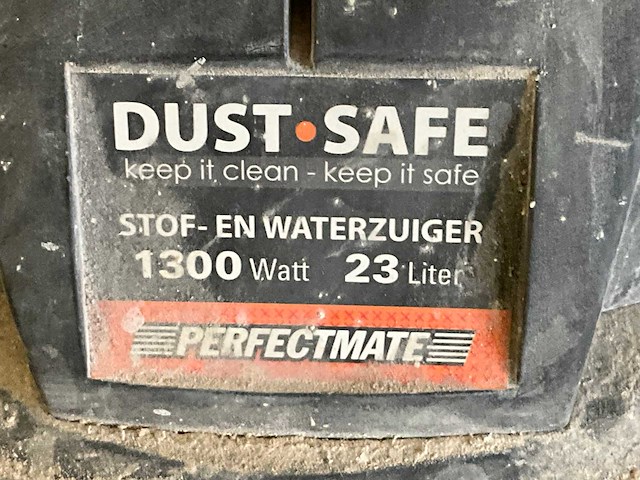 DUST•SAFE
keep it clean - keep it safe
STOF- EN WATERZUIGER
1300 Watt 23 Liter
PERFECTMATE